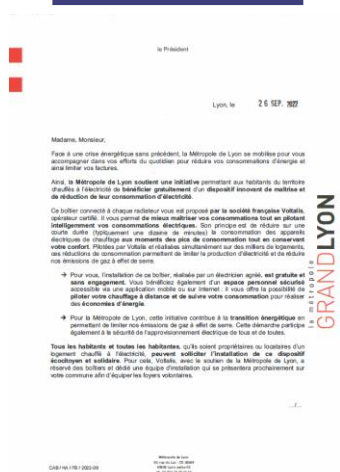 le Président
Lyon, le 26 SEP. 2022
Madame, Monsieur,
Face à une crise énergétique sans précédent, la Métropole de Lyon se mobilise pour vous
accompagner dans vos efforts du quotidien pour réduire vos consommations d'énergie et
ainsi limiter vos factures.
Ainsi, la Métropole de Lyon soutient une initiative permettant aux habitants du territoire
chauffés à l'électricité de bénéficier gratuitement d'un dispositif innovant de maîtrise et
de réduction de leur consommation d'électricité.
Ce boîtier connecté à chaque radiateur vous est proposé par la société française Voltalis,
opérateur certifié. Il vous permet de mieux maîtriser vos consommations tout en pilotant
intelligemment vos consommations électriques. Son principe est de réduire sur une
courte durée (typiquement une dizaine de minutes) la consommation des appareils
électriques de chauffage aux moments des pics de consommation tout en conservant
votre confort. Pilotées par Voltalis et réalisées simultanément sur des milliers de logements,
ces réductions de consommation permettent de limiter la production d'électricité et de réduire
nos émissions de gaz à effet de serre.
→ Pour vous, l'installation de ce boîtier, réalisée par un électricien agréé, est gratuite et
sans engagement. Vous bénéficiez également d'un espace personnel sécurisé
accessible via une application mobile ou sur internet : il vous offre la possibilité de
piloter votre chauffage à distance et de suivre votre consommation pour réaliser
des économies d'énergie.
→ Pour la Métropole de Lyon, cette initiative contribue à la transition énergétique en
permettant de limiter nos émissions de gaz à effet de serre. Cette démarche participe
également à la sécurité de l'approvisionnement électrique de tous et de toutes.
Tous les habitants et toutes les habitantes, qu'ils soient propriétaires ou locataires d'un
logement chauffé à l'électricité, peuvent solliciter l'installation de ce dispositif
écocitoyen et solidaire. Pour cela, Voltalis, avec le soutien de la Métropole de Lyon, a
réservé des boîtiers et dédié une équipe d'installation qui se présentera prochainement sur
votre commune afin d'équiper les foyers volontaires.
.../...
la métropole
GRANDLYON
Métropole de Lyon